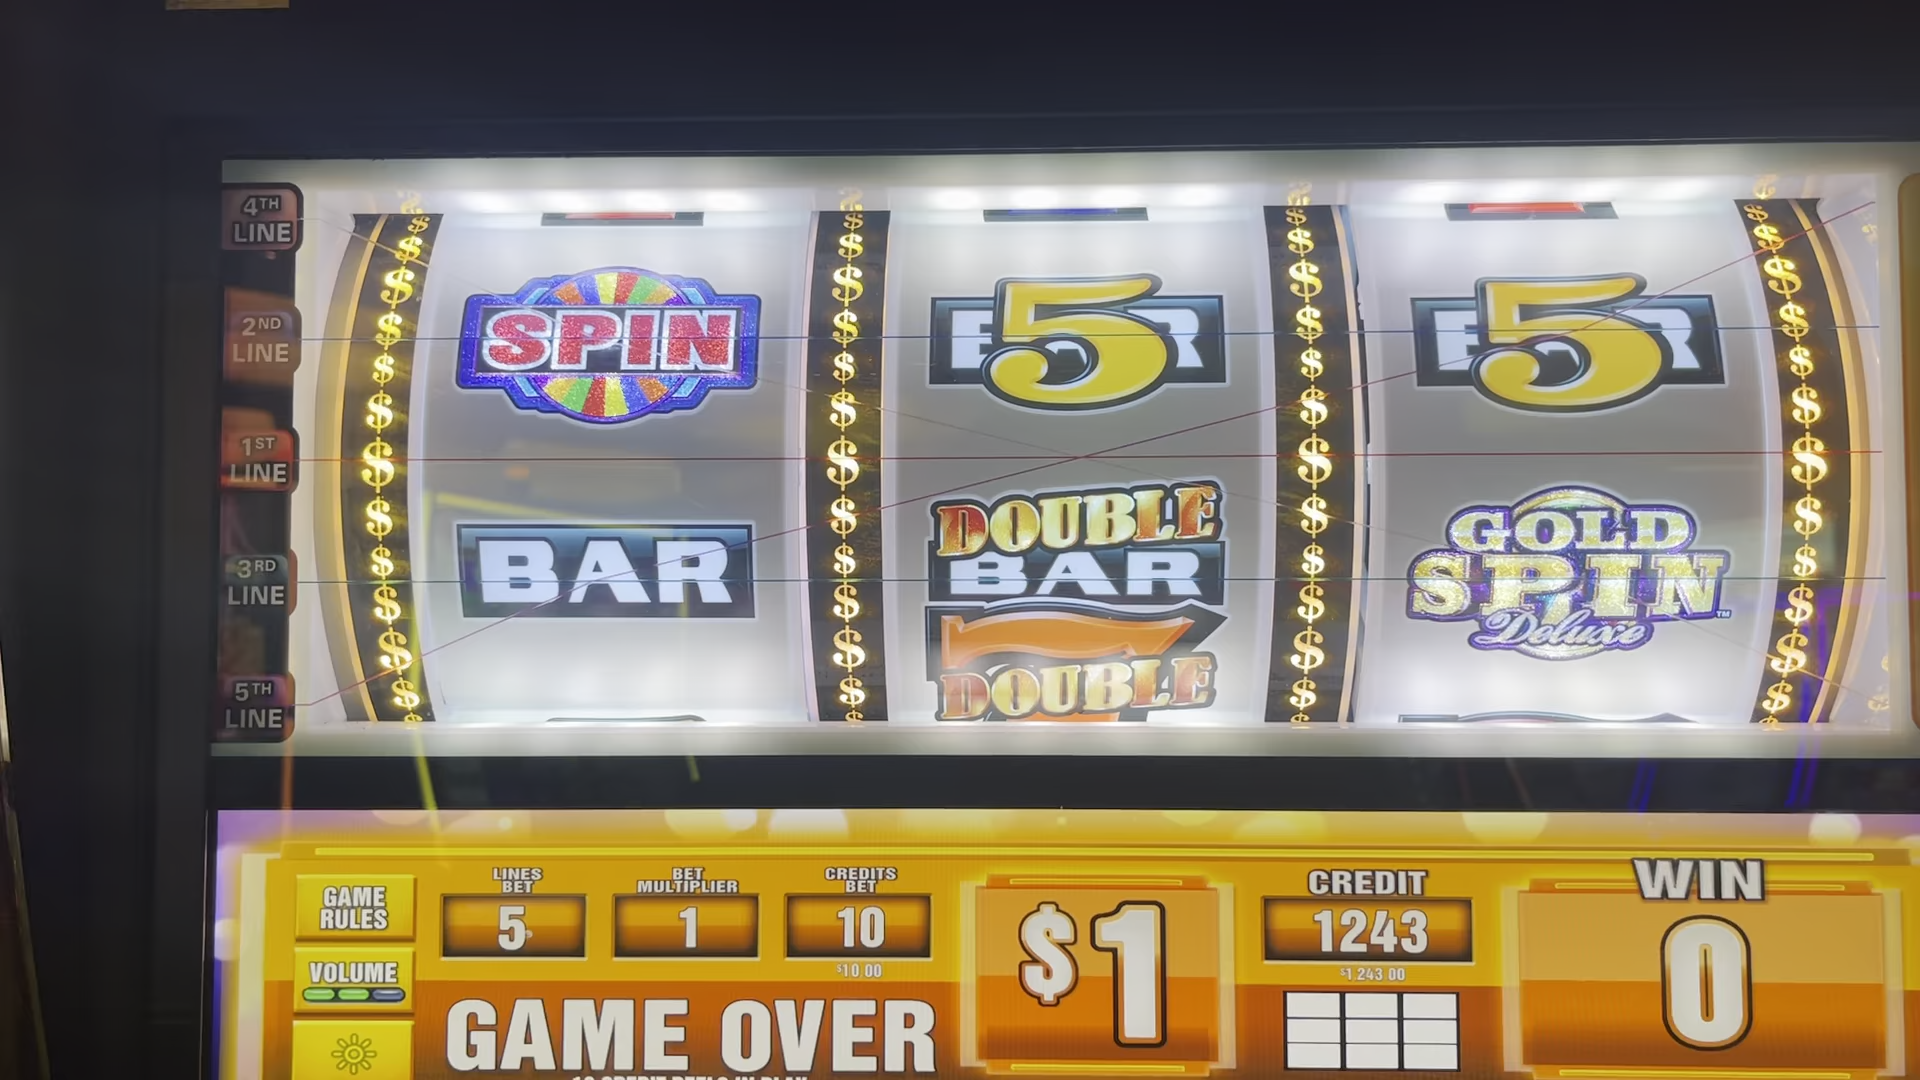 4TH
LINE
2ND
LINE
1ST
LINE
3RD
LINE
5TH
LINE
SPIN
5
5
BAR
DOUBLE
BAR
7
DOUBLE
GOLD
SPIN™
Deluxe
GAME
RULES
VOLUME
LINES
BET
5
BET
MULTIPLIER
1
CREDITS
BET
10
$10.00
GAME OVER
$1
CREDIT
1243
$1,243.00
WIN
0